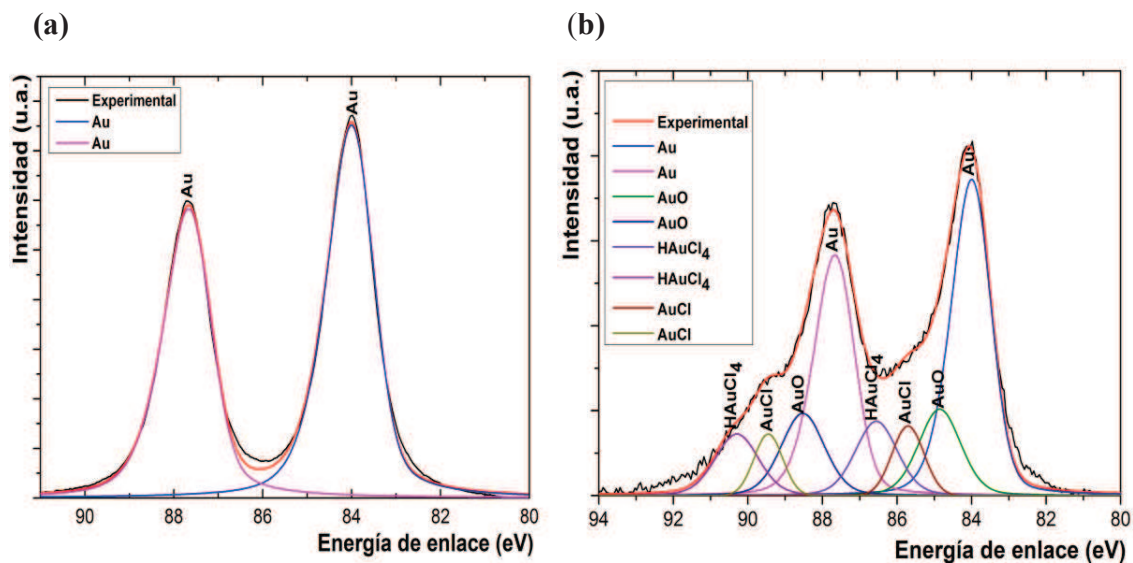 (a)
Intensidad (u.a.)
Experimental
Au
Au
Au
Au
90
88
86
84
82
80
Energía de enlace (eV)
(b)
Intensidad (u.a.)
Experimental
Au
Au
AuO
AuO
HAuCl4
HAuCl4
AuCl
AuCl
HAuCl4
AuCl
AuO
Au
HAuCl4
AuCl
AuO
Au
94
92
90
88
86
84
82
80
Energía de enlace (eV)